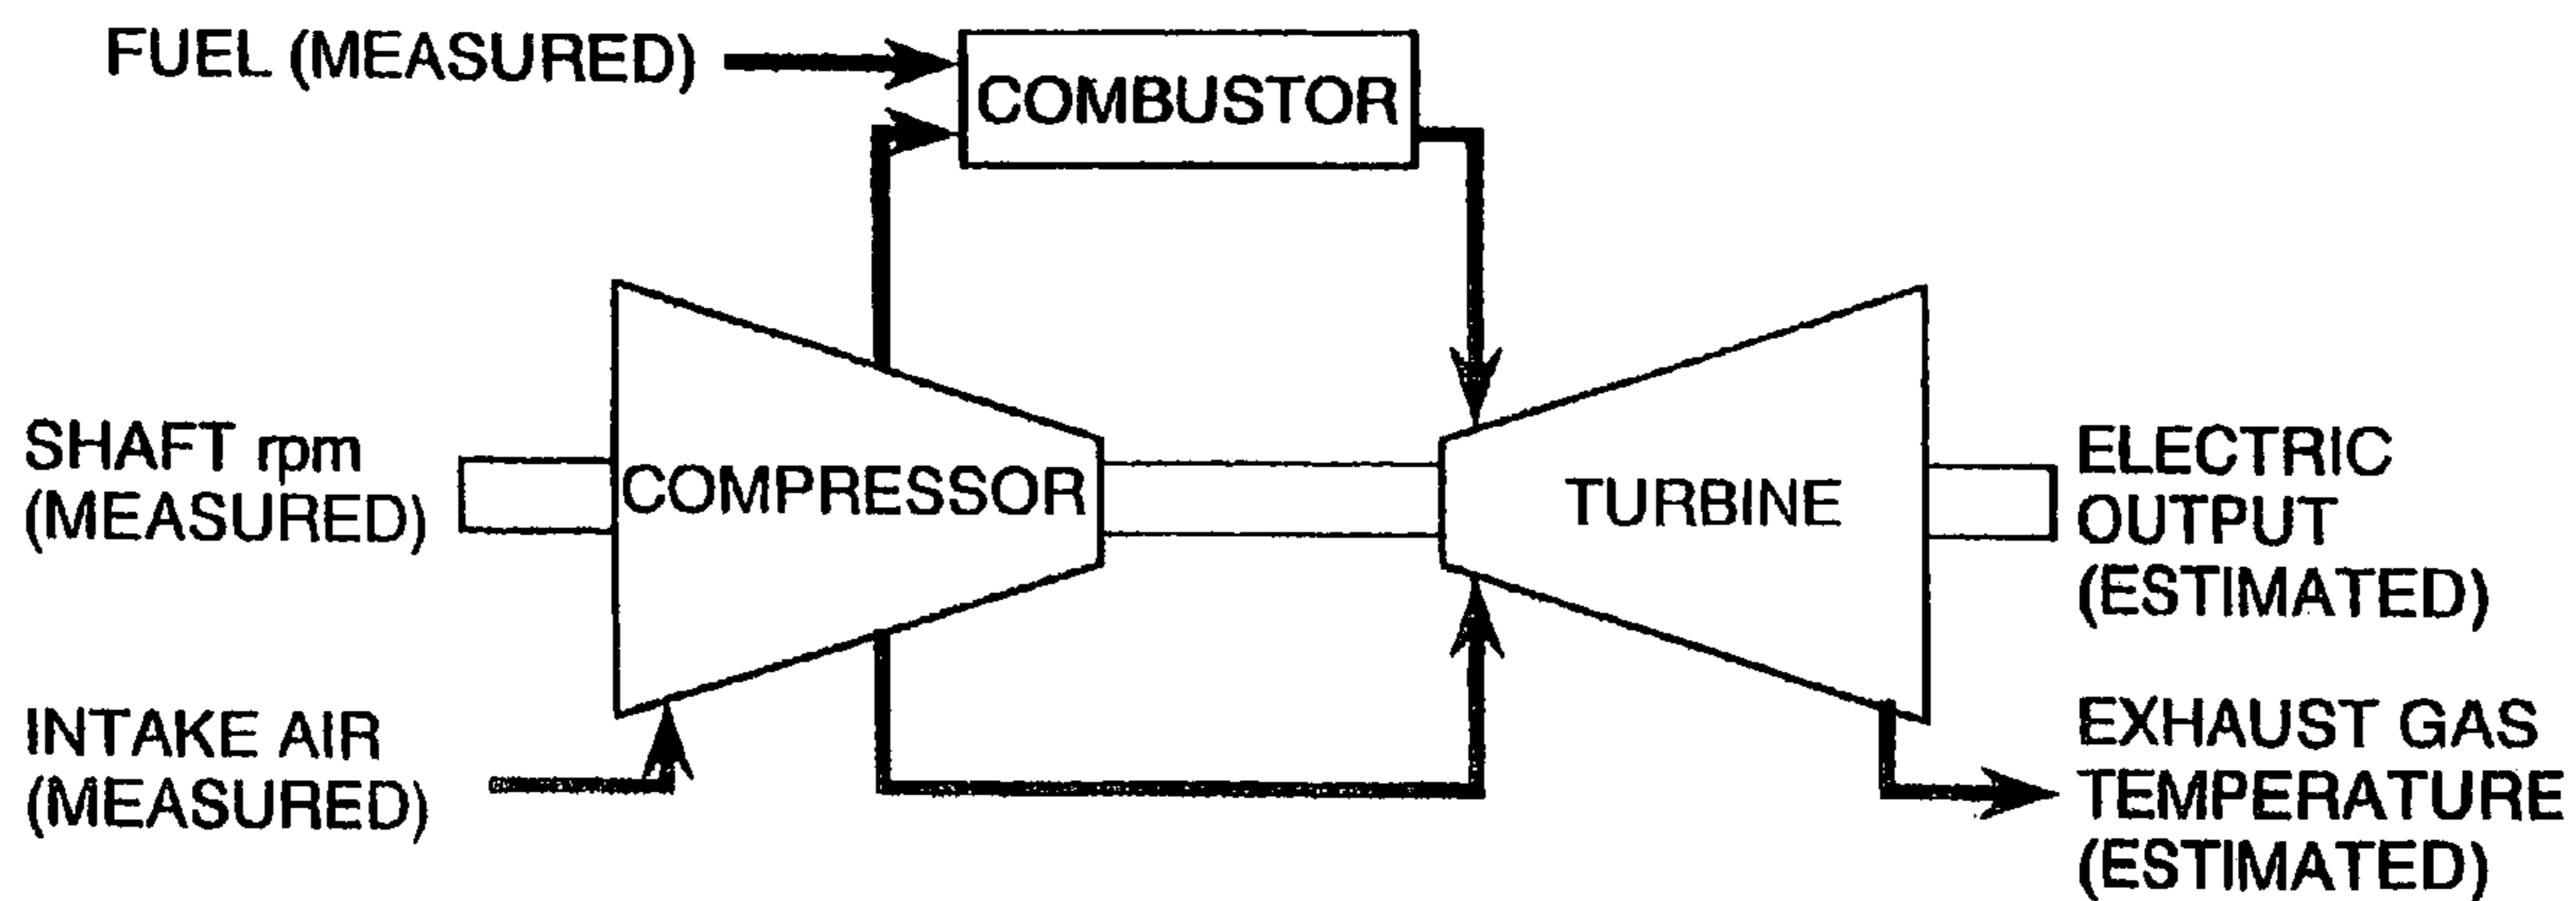 FUEL (MEASURED)
COMBUSTOR
SHAFT rpm
(MEASURED)
COMPRESSOR
TURBINE
ELECTRIC
OUTPUT
(ESTIMATED)
INTAKE AIR
(MEASURED)
EXHAUST GAS
TEMPERATURE
(ESTIMATED)